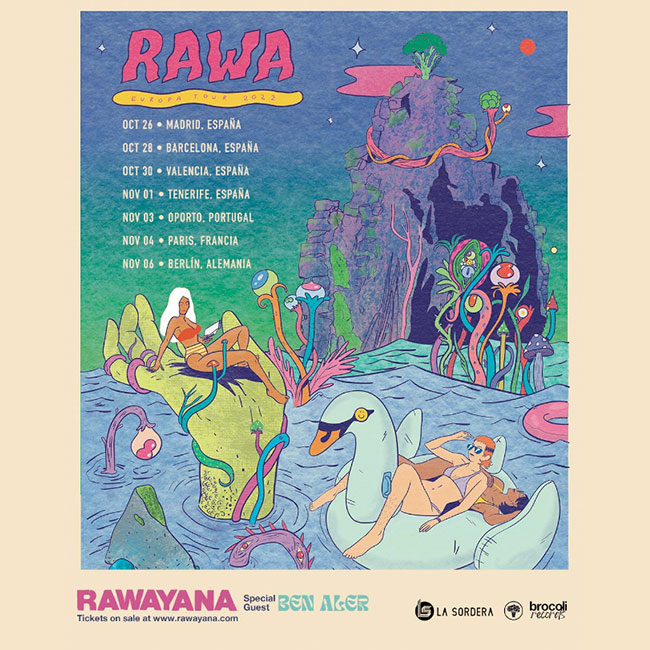 RAWA
EUROPA TOUR 2022
OCT 26 • MADRID, ESPAÑA
OCT 28 • BARCELONA, ESPAÑA
OCT 30 • VALENCIA, ESPAÑA
NOV 01 • TENERIFE, ESPAÑA
NOV 03 • OPORTO, PORTUGAL
NOV 04 • PARIS, FRANCIA
NOV 06 • BERLÍN, ALEMANIA
RAWAYANA
Special
Guest
BEN ALER
Tickets on sale at www.rawayana.com
LA SORDERA
brocoli
records